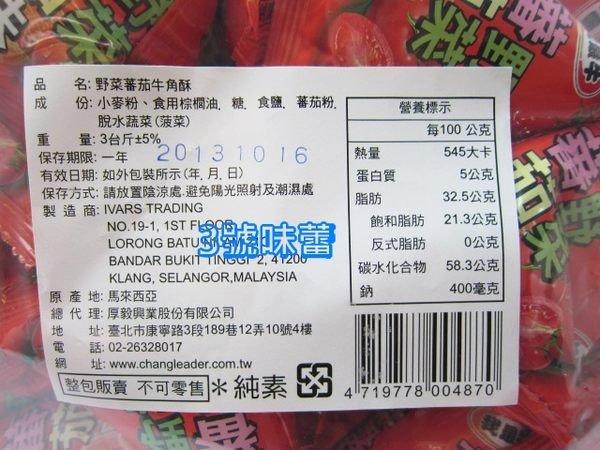 品　名: 野菜蕃茄牛角酥
成　份: 小麥粉、食用棕櫚油、糖、食鹽、蕃茄粉,
脫水蔬菜(菠菜)
重　量: 3台斤±5%
保存期限: 一年 20131016
有效日期: 如外包裝所示(年. 月. 日)
保存方式: 請放置陰涼處.避免陽光照射及潮濕處
製 造 商: IVARS TRADING
NO.19-1, 1ST FLOOR
LORONG BATU
BANDAR BUKIT TINGGI 2, 41200
KLANG, SELANGOR,MALAYSIA
3號味蕾
原 產 地: 馬來西亞
總 代 理: 厚毅興業股份有限公司
地　址: 臺北市康寧路3段189巷12弄10號4樓
電　話: 02-26328017
網　址: www.changleader.com.tw
整包販賣 不可零售 *純素
營養標示
每100 公克
熱量 545大卡
蛋白質 5公克
脂肪 32.5公克
飽和脂肪 21.3公克
反式脂肪 0公克
碳水化合物 58.3公克
鈉 400毫克
4 719778 004870
蕃茄
野菜